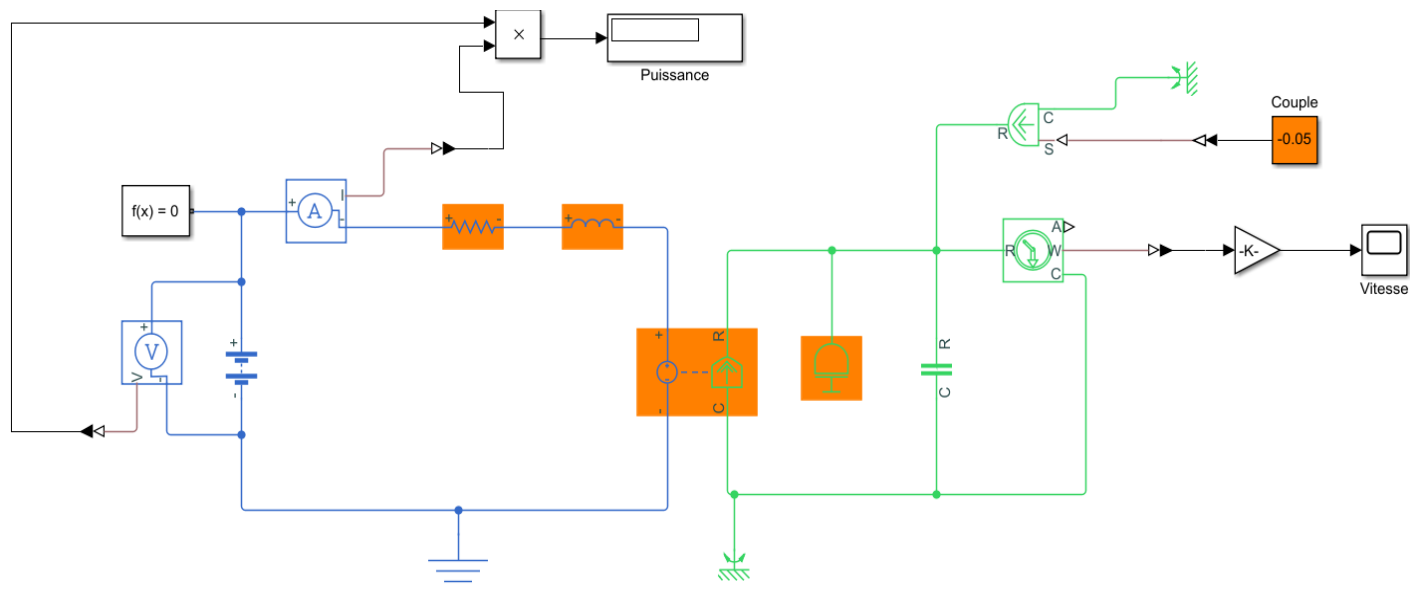 ×
Puissance
C
R
S
Couple
-0.05
f(x) = 0
+
A
I
-
+
-
+
-
R
A
W
C
-K-
Vitesse
+
V
V
-
+
-
+
-
R
C
R
C